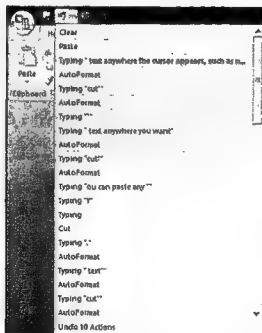 Clear
Paste
Typing " text anywhere the cursor appears, such as n...
AutoFormat
Paste
Typing "cut""
AutoFormat
Clipboard
Typing """
Typing " text anywhere you want"
AutoFormat
Typing "cut""
AutoFormat
Typing "ou can paste any ""
Typing "Y"
Typing
Cut
Typing "."
AutoFormat
Typing " text""
AutoFormat
Typing "cut""
AutoFormat
Undo 10 Actions